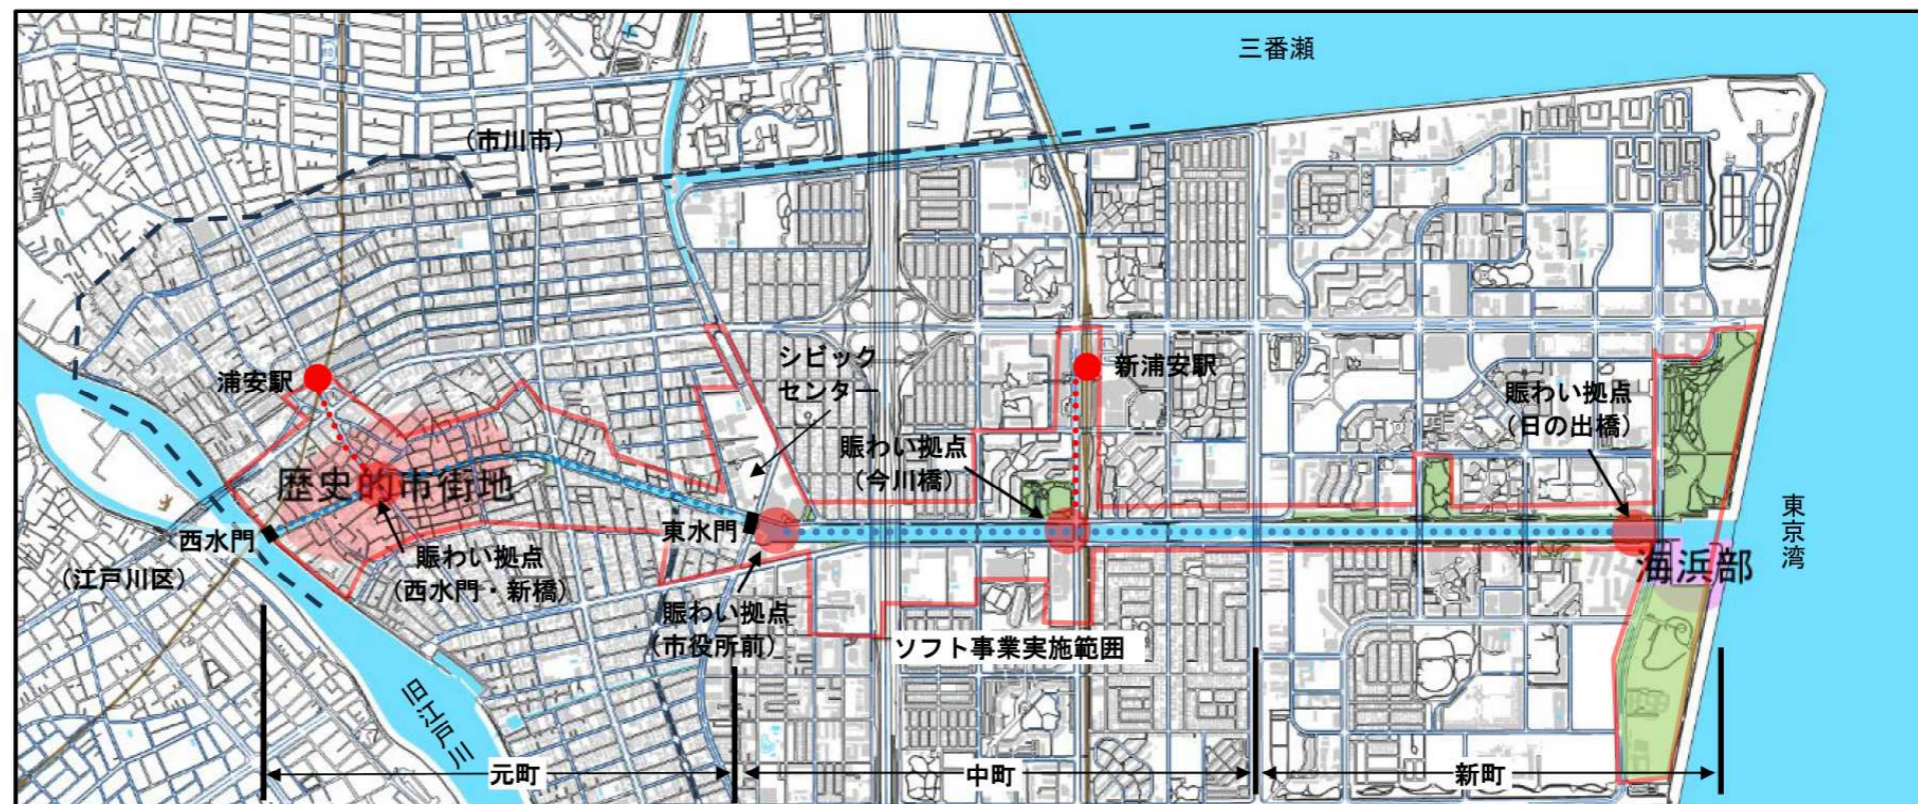 三番瀬
(市川市)
シビック
センター
浦安駅
新浦安駅
賑わい拠点
(日の出橋)
賑わい拠点
(今川橋)
歴史的市街地
東京湾
西水門
東水門
賑わい拠点
(西水門・新橋)
海浜部
(江戸川区)
賑わい拠点
(市役所前)
ソフト事業実施範囲
旧江戸川
元町
中町
新町